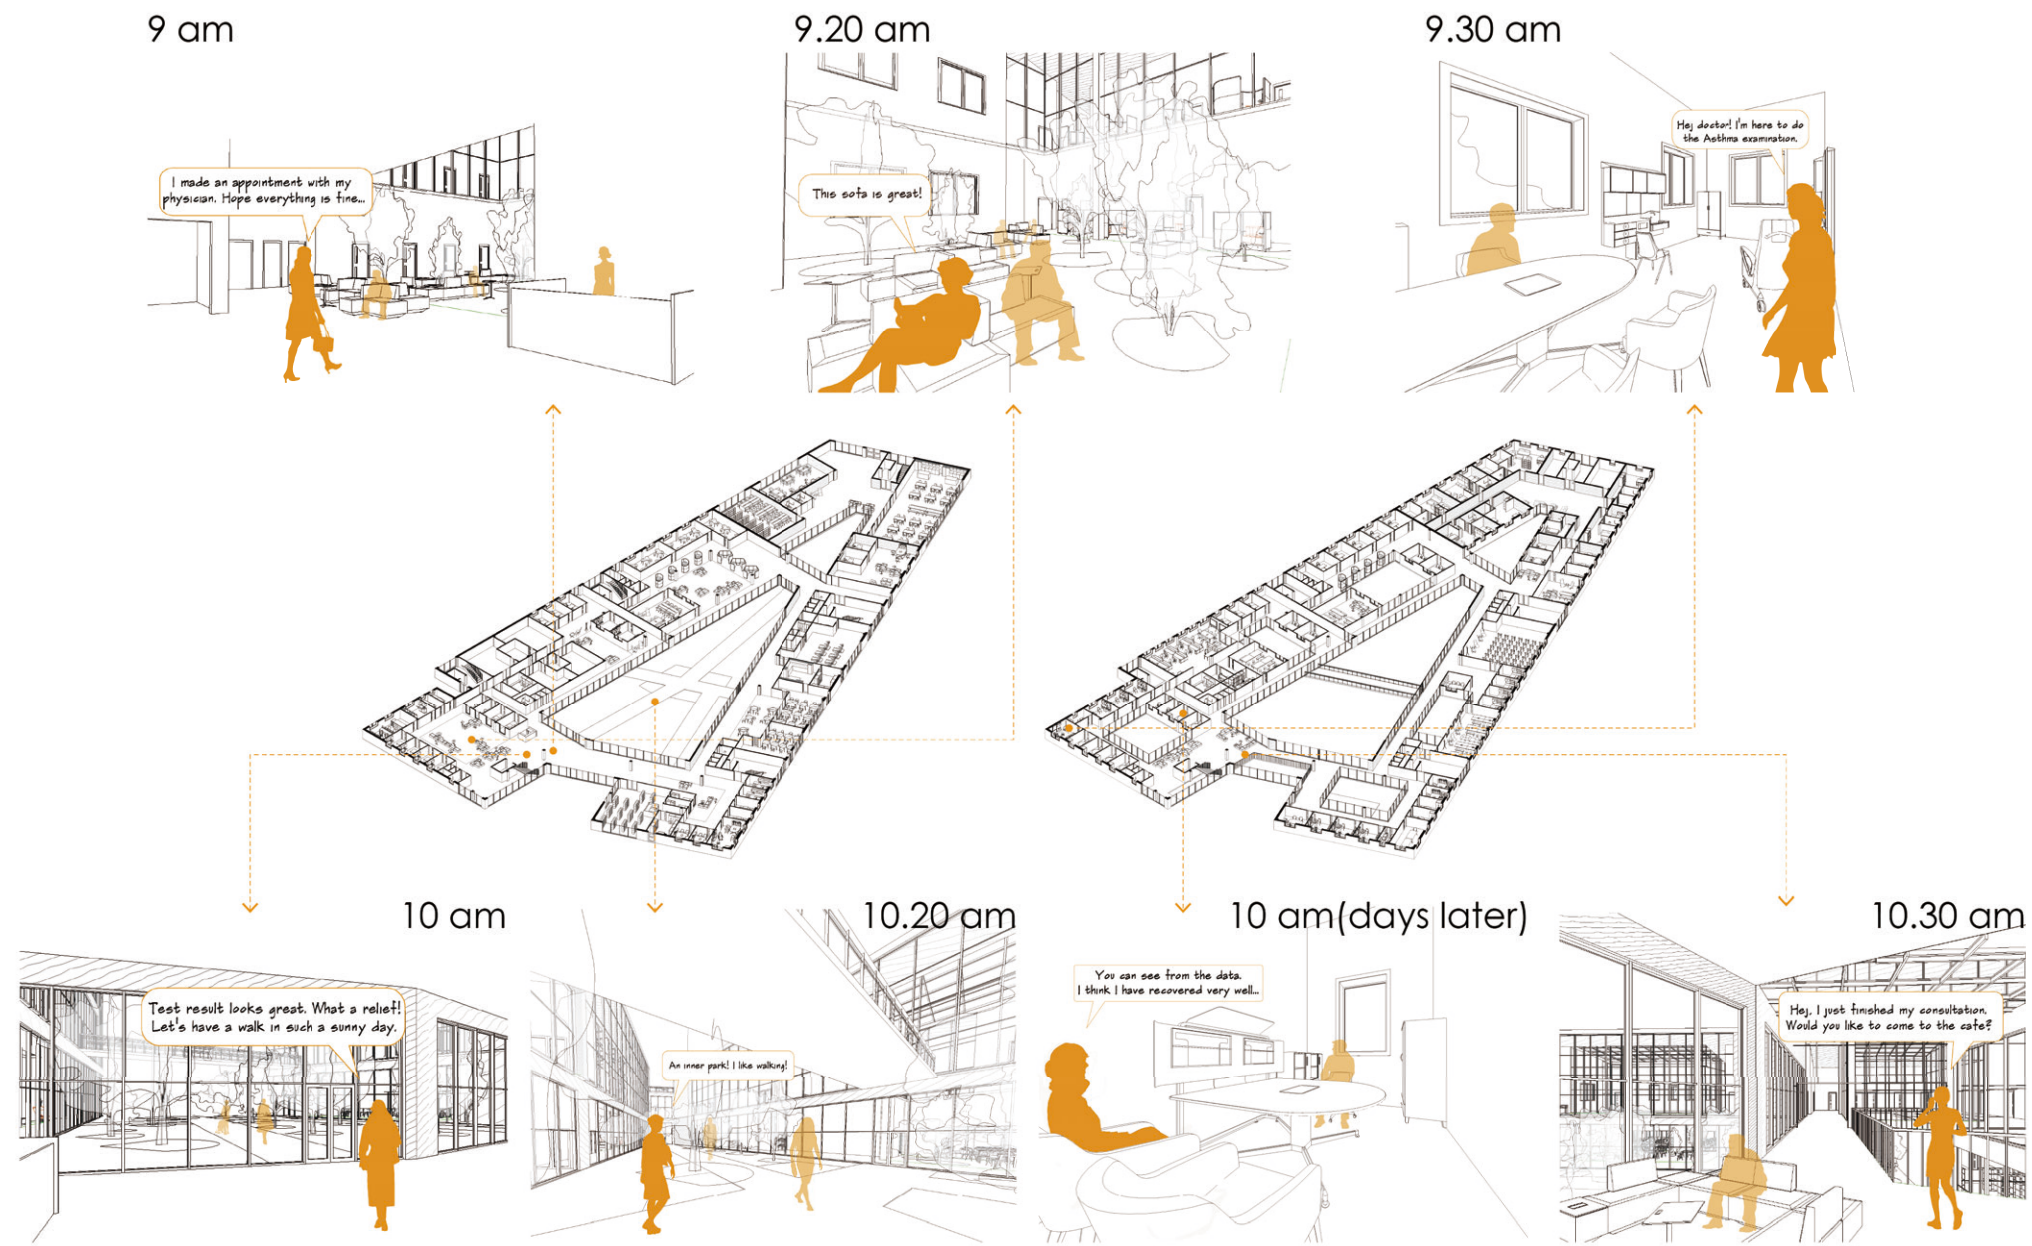 9 am
I made an appointment with my
physician. Hope everything is fine...
9.20 am
This sofa is great!
9.30 am
Hej doctor! I'm here to do
the Aesthma examination.
10 am
Test result looks great. What a relief!
Let's have a walk in such a sunny day.
10.20 am
An inner park! I like walking!
10 am(days later)
You can see from the data.
I think I have recovered very well...
10.30 am
Hej, I just finished my consultation.
Would you like to come to the cafe?